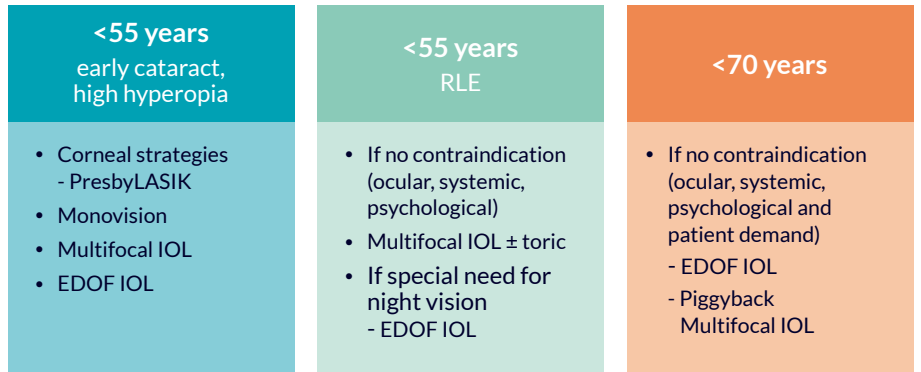 <55 years
early cataract,
high hyperopia
• Corneal strategies
- PresbyLASIK
• Monovision
• Multifocal IOL
• EDOF IOL
<55 years
RLE
• If no contraindication
(ocular, systemic,
psychological)
• Multifocal IOL ± toric
• If special need for
night vision
- EDOF IOL
<70 years
• If no contraindication
(ocular, systemic,
psychological and
patient demand)
- EDOF IOL
- Piggyback
Multifocal IOL